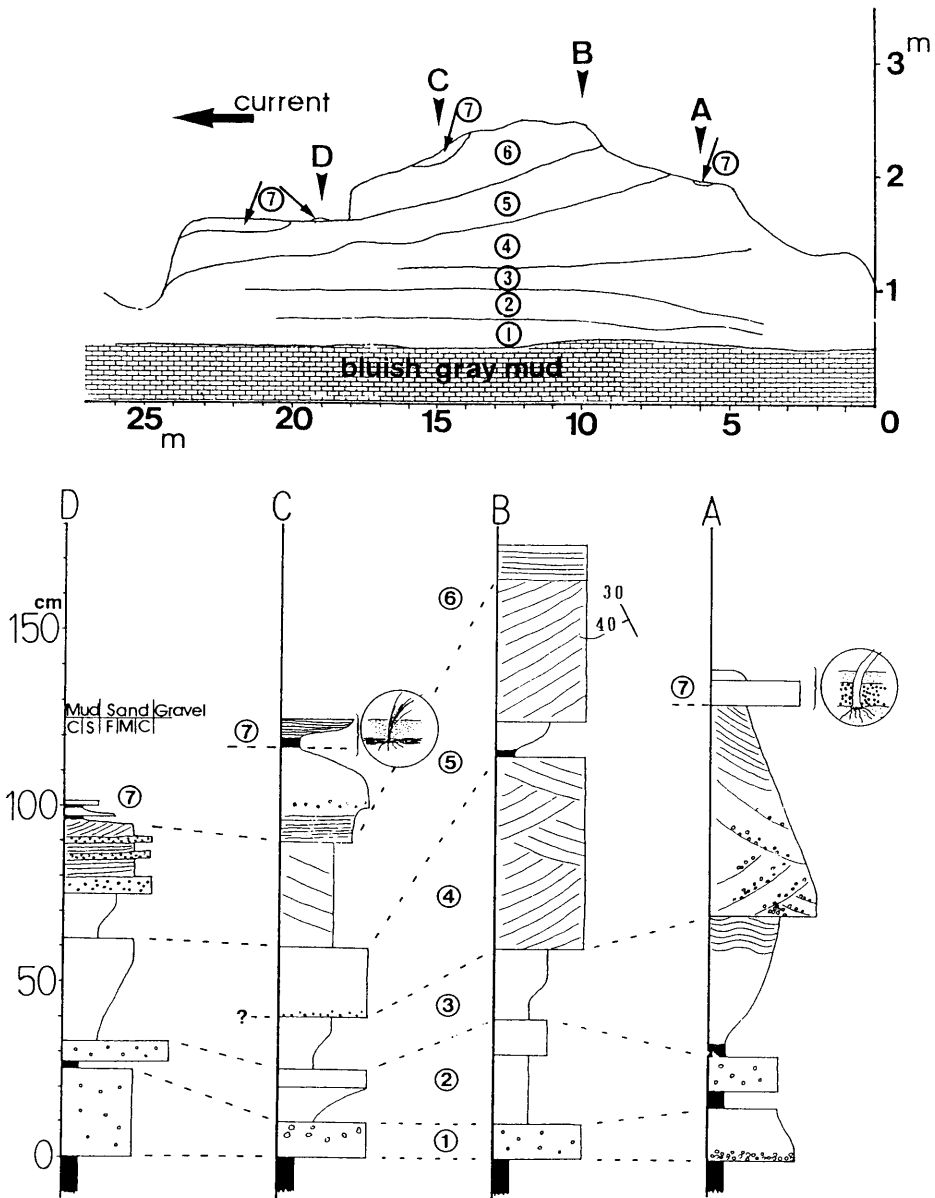 3 m
B
C
current
⑦
A
⑦
D
⑥
⑦
2
⑤
④
③
1
②
①
bluish gray mud
25 20 15 10 5 0
m
D C B A
cm
⑥
30
40
150
Mud Sand Gravel
C S F M C
⑦
⑦
⑤
100
⑦
④
50
?
③
②
①
0